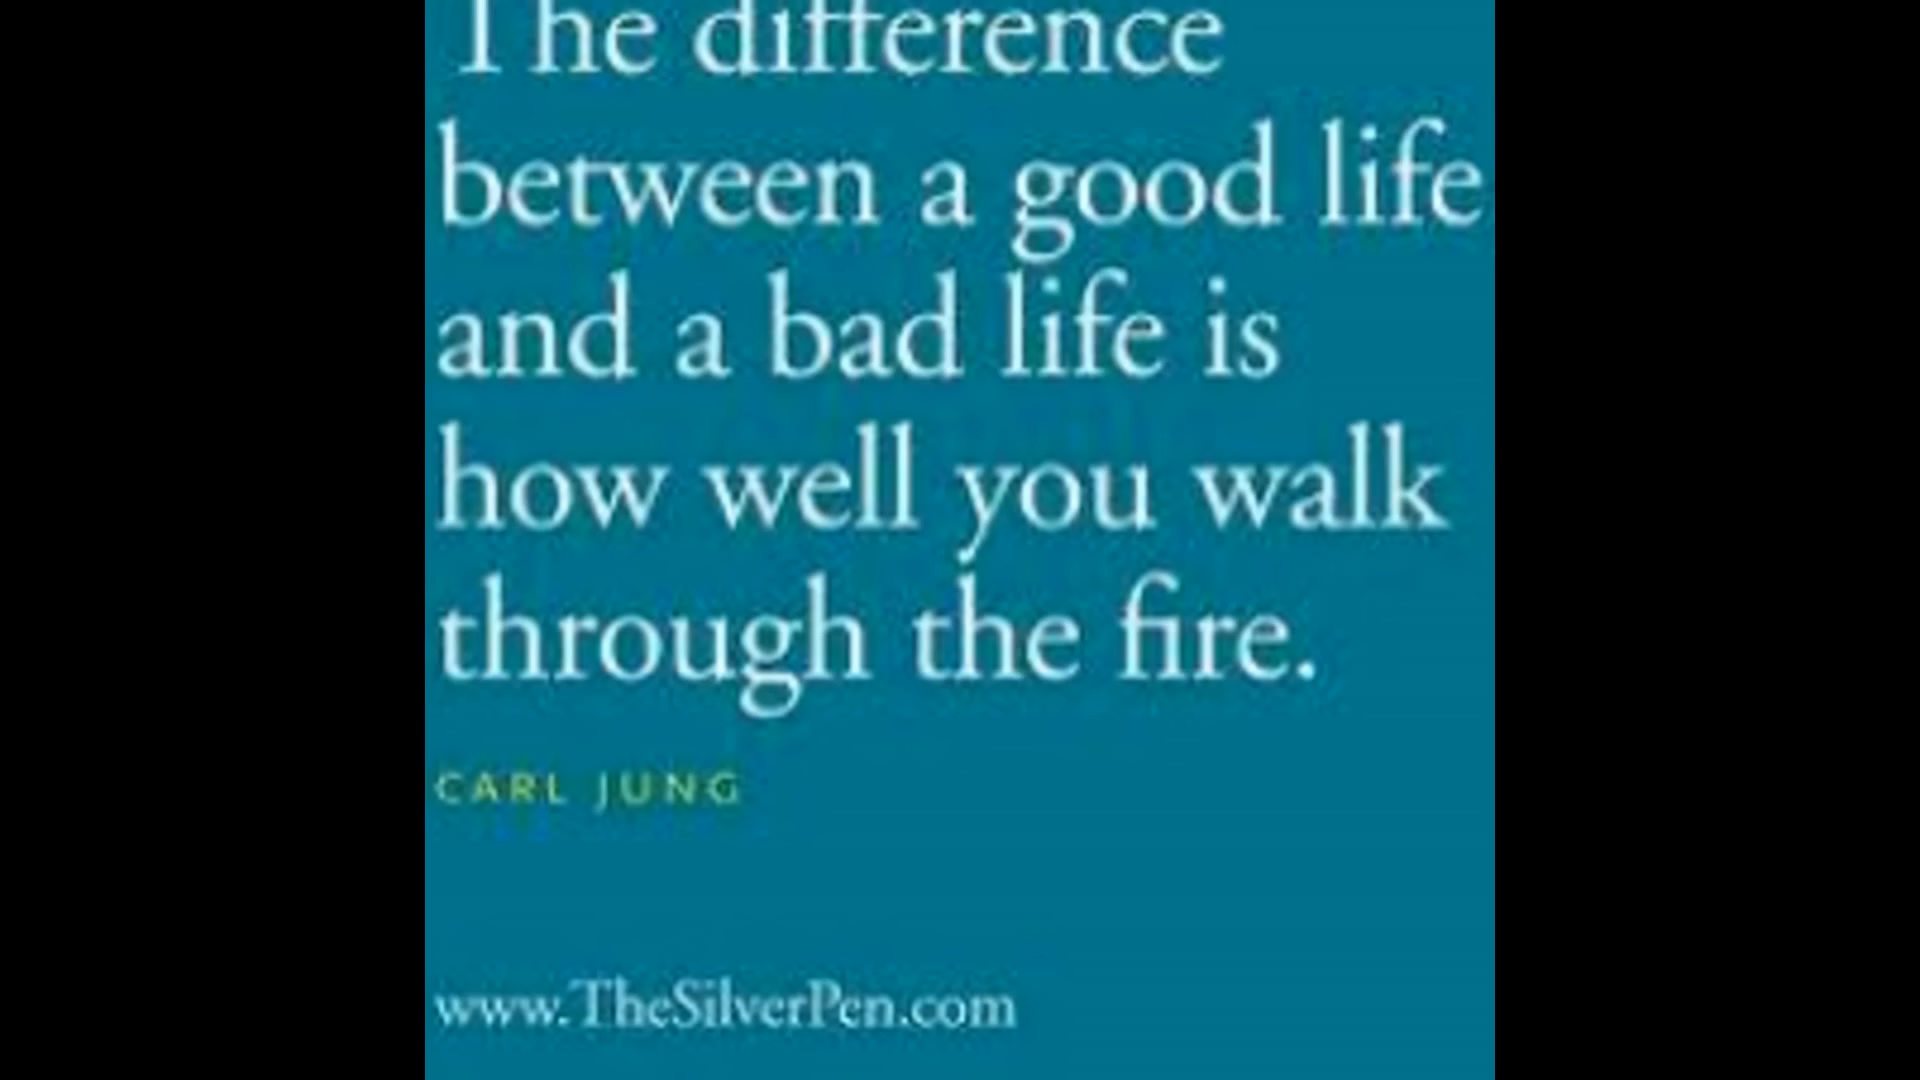 The difference
between a good life
and a bad life is
how well you walk
through the fire.
CARL JUNG
www.TheSilverPen.com